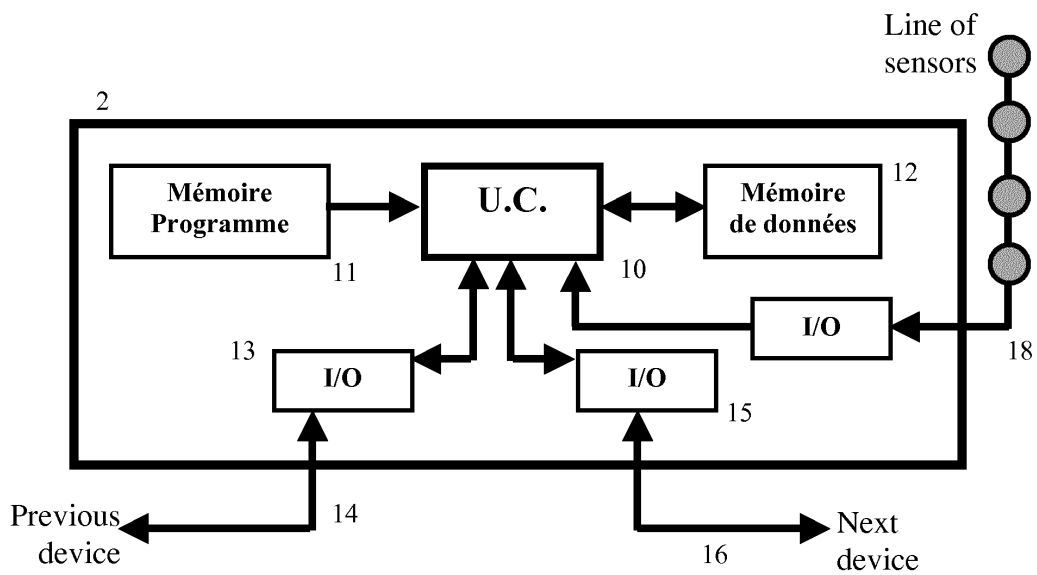 Line of
sensors
2
Mémoire
Programme
U.C.
Mémoire
de données
12
11
10
I/O
18
13
I/O
I/O
15
14
16
Previous
device
Next
device